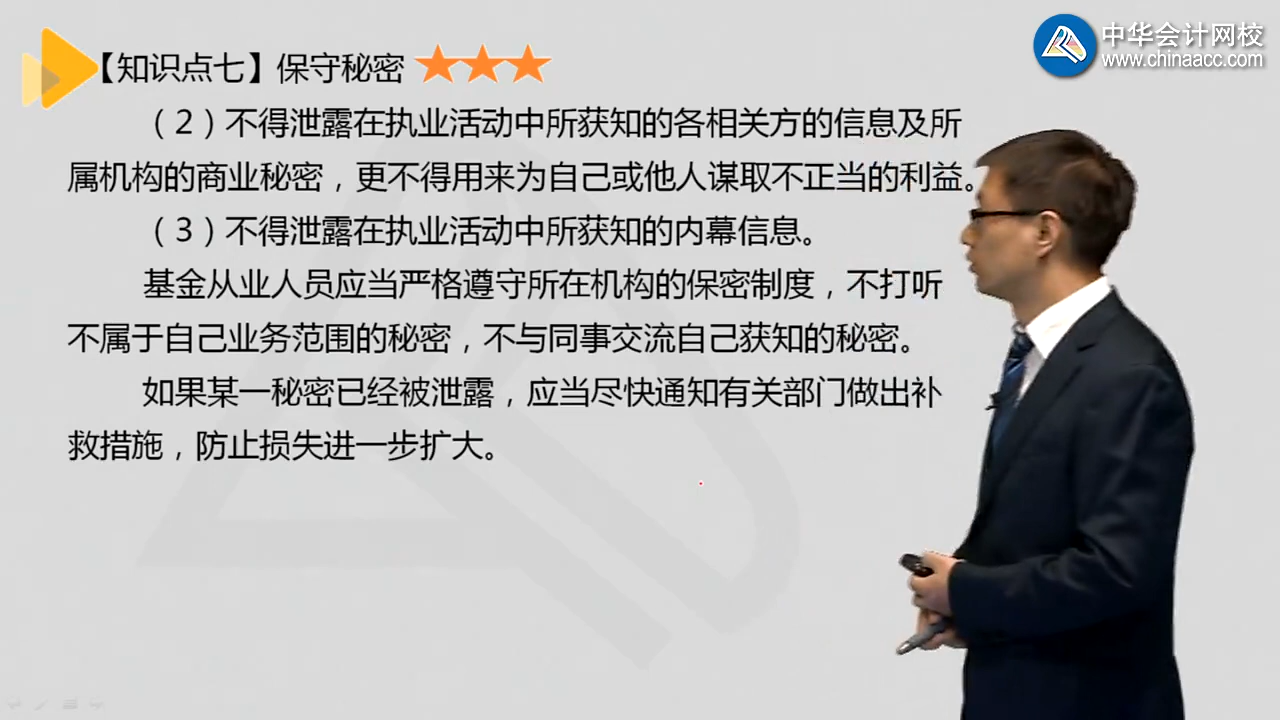 中华会计网校
www.chinaacc.com
【知识点七】保守秘密
（2）不得泄露在执业活动中所获知的各相关方的信息及所
属机构的商业秘密，更不得用来为自己或他人谋取不正当的利益。
（3）不得泄露在执业活动中所获知的内幕信息。
基金从业人员应当严格遵守所在机构的保密制度，不打听
不属于自己业务范围的秘密，不与同事交流自己获知的秘密。
如果某一秘密已经被泄露，应当尽快通知有关部门做出补
救措施，防止损失进一步扩大。